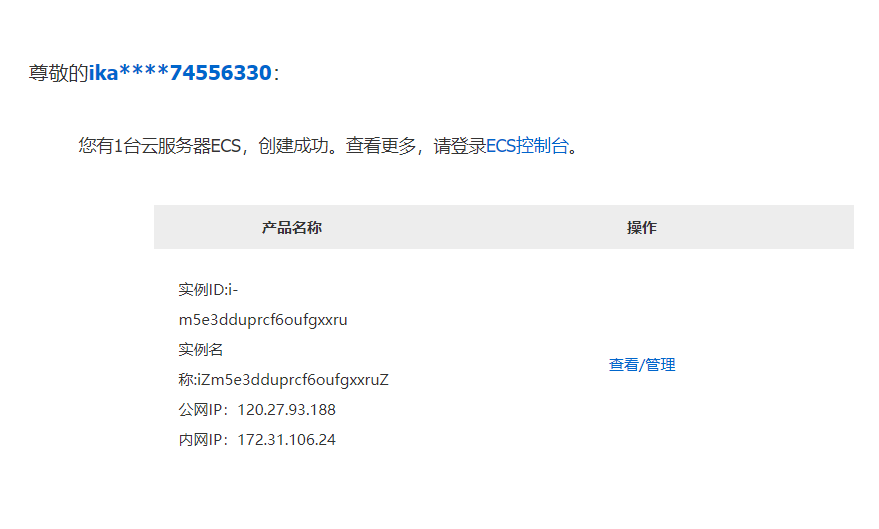 尊敬的ika****74556330：
您有1台云服务器ECS，创建成功。查看更多，请登录ECS控制台。
产品名称 操作
实例ID:i-
m5e3dduprcf6oufgxxru
实例名
称:iZm5e3dduprcf6oufgxxruZ
查看/管理
公网IP：120.27.93.188
内网IP：172.31.106.24